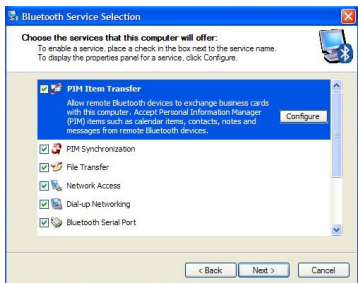 Bluetooth Service Selection
Choose the services that this computer will offer:
To enable a service, place a check in the box next to the service name.
To display the properties panel for a service, click Configure.
PIM Item Transfer
Allow remote Bluetooth devices to exchange business cards
with this computer. Accept Personal Information Manager
(PIM) items such as calendar items, contacts, notes and
messages from remote Bluetooth devices.
Configure
PIM Synchronization
File Transfer
Network Access
Dial-up Networking
Bluetooth Serial Port
< Back
Next >
Cancel